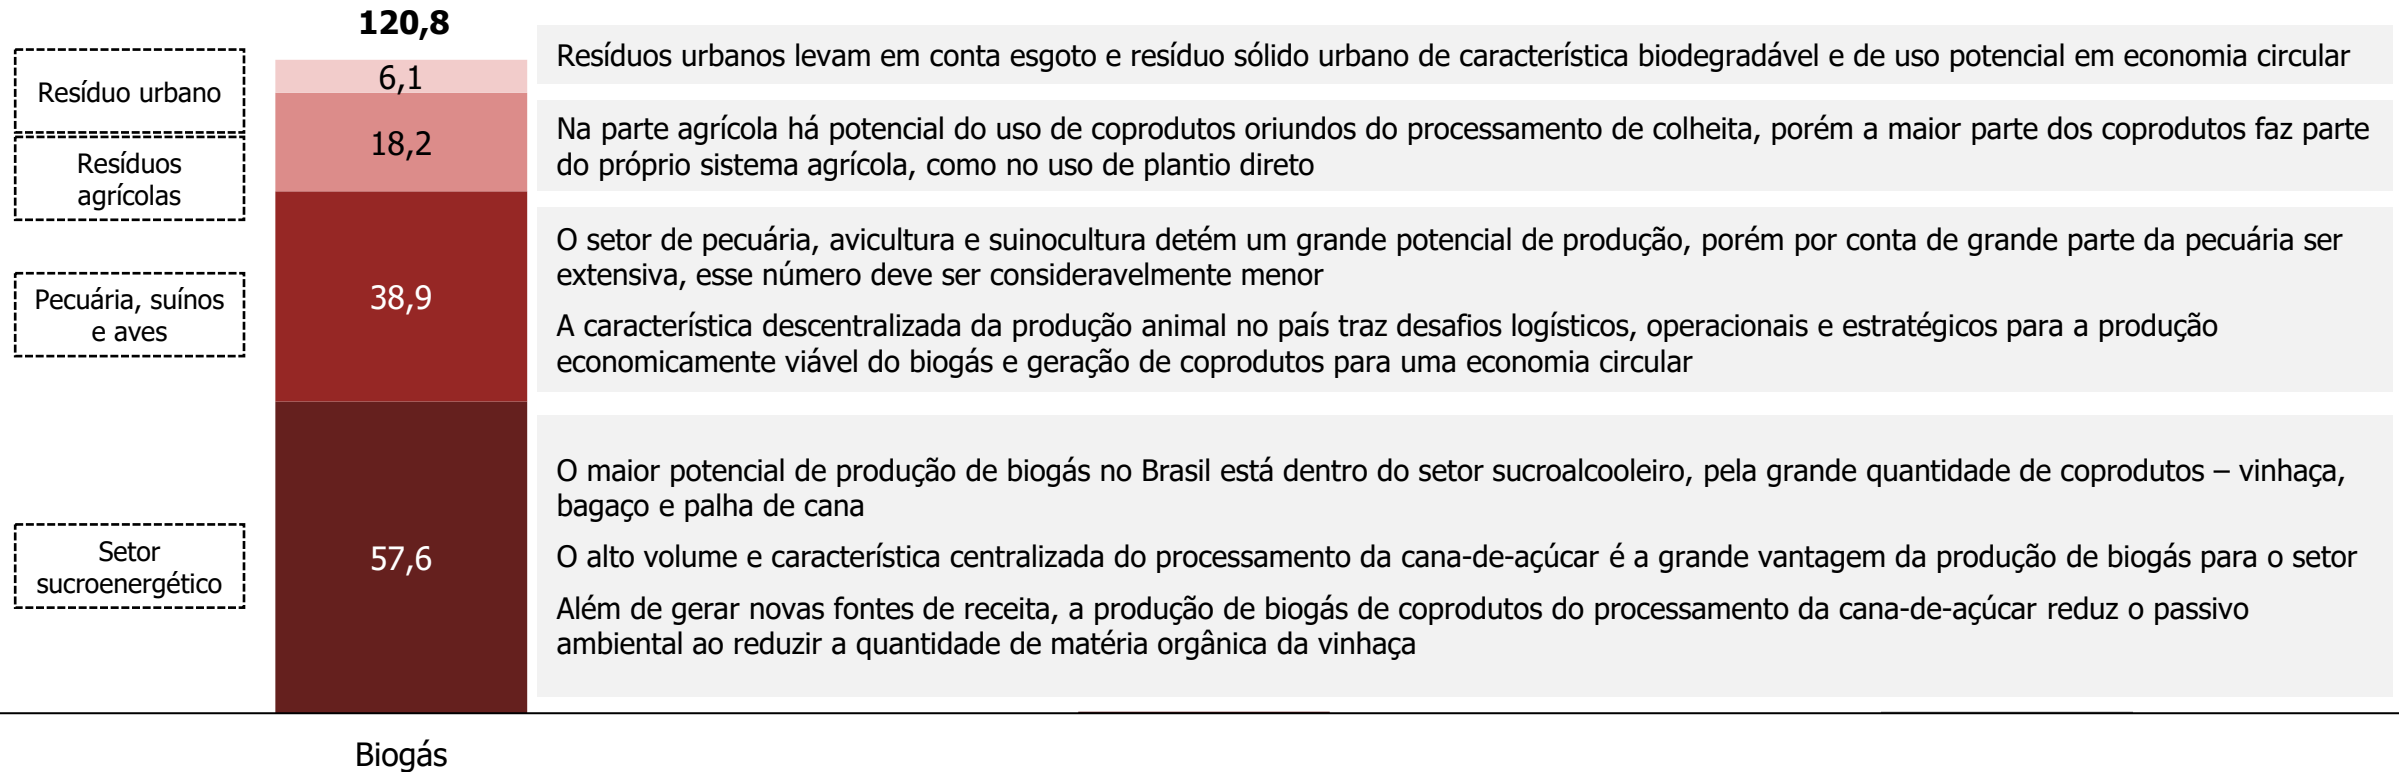 120,8
Resíduo urbano
6,1
Resíduos urbanos levam em conta esgoto e resíduo sólido urbano de característica biodegradável e de uso potencial em economia circular
Resíduos
agrícolas
18,2
Na parte agrícola há potencial do uso de coprodutos oriundos do processamento de colheita, porém a maior parte dos coprodutos faz parte
do próprio sistema agrícola, como no uso de plantio direto
Pecuária, suínos
e aves
38,9
O setor de pecuária, avicultura e suinocultura detém um grande potencial de produção, porém por conta de grande parte da pecuária ser
extensiva, esse número deve ser consideravelmente menor
A característica descentralizada da produção animal no país traz desafios logísticos, operacionais e estratégicos para a produção
economicamente viável do biogás e geração de coprodutos para uma economia circular
Setor
sucroenergético
57,6
O maior potencial de produção de biogás no Brasil está dentro do setor sucroalcooleiro, pela grande quantidade de coprodutos – vinhaça,
bagaço e palha de cana
O alto volume e característica centralizada do processamento da cana-de-açúcar é a grande vantagem da produção de biogás para o setor
Além de gerar novas fontes de receita, a produção de biogás de coprodutos do processamento da cana-de-açúcar reduz o passivo
ambiental ao reduzir a quantidade de matéria orgânica da vinhaça
Biogás